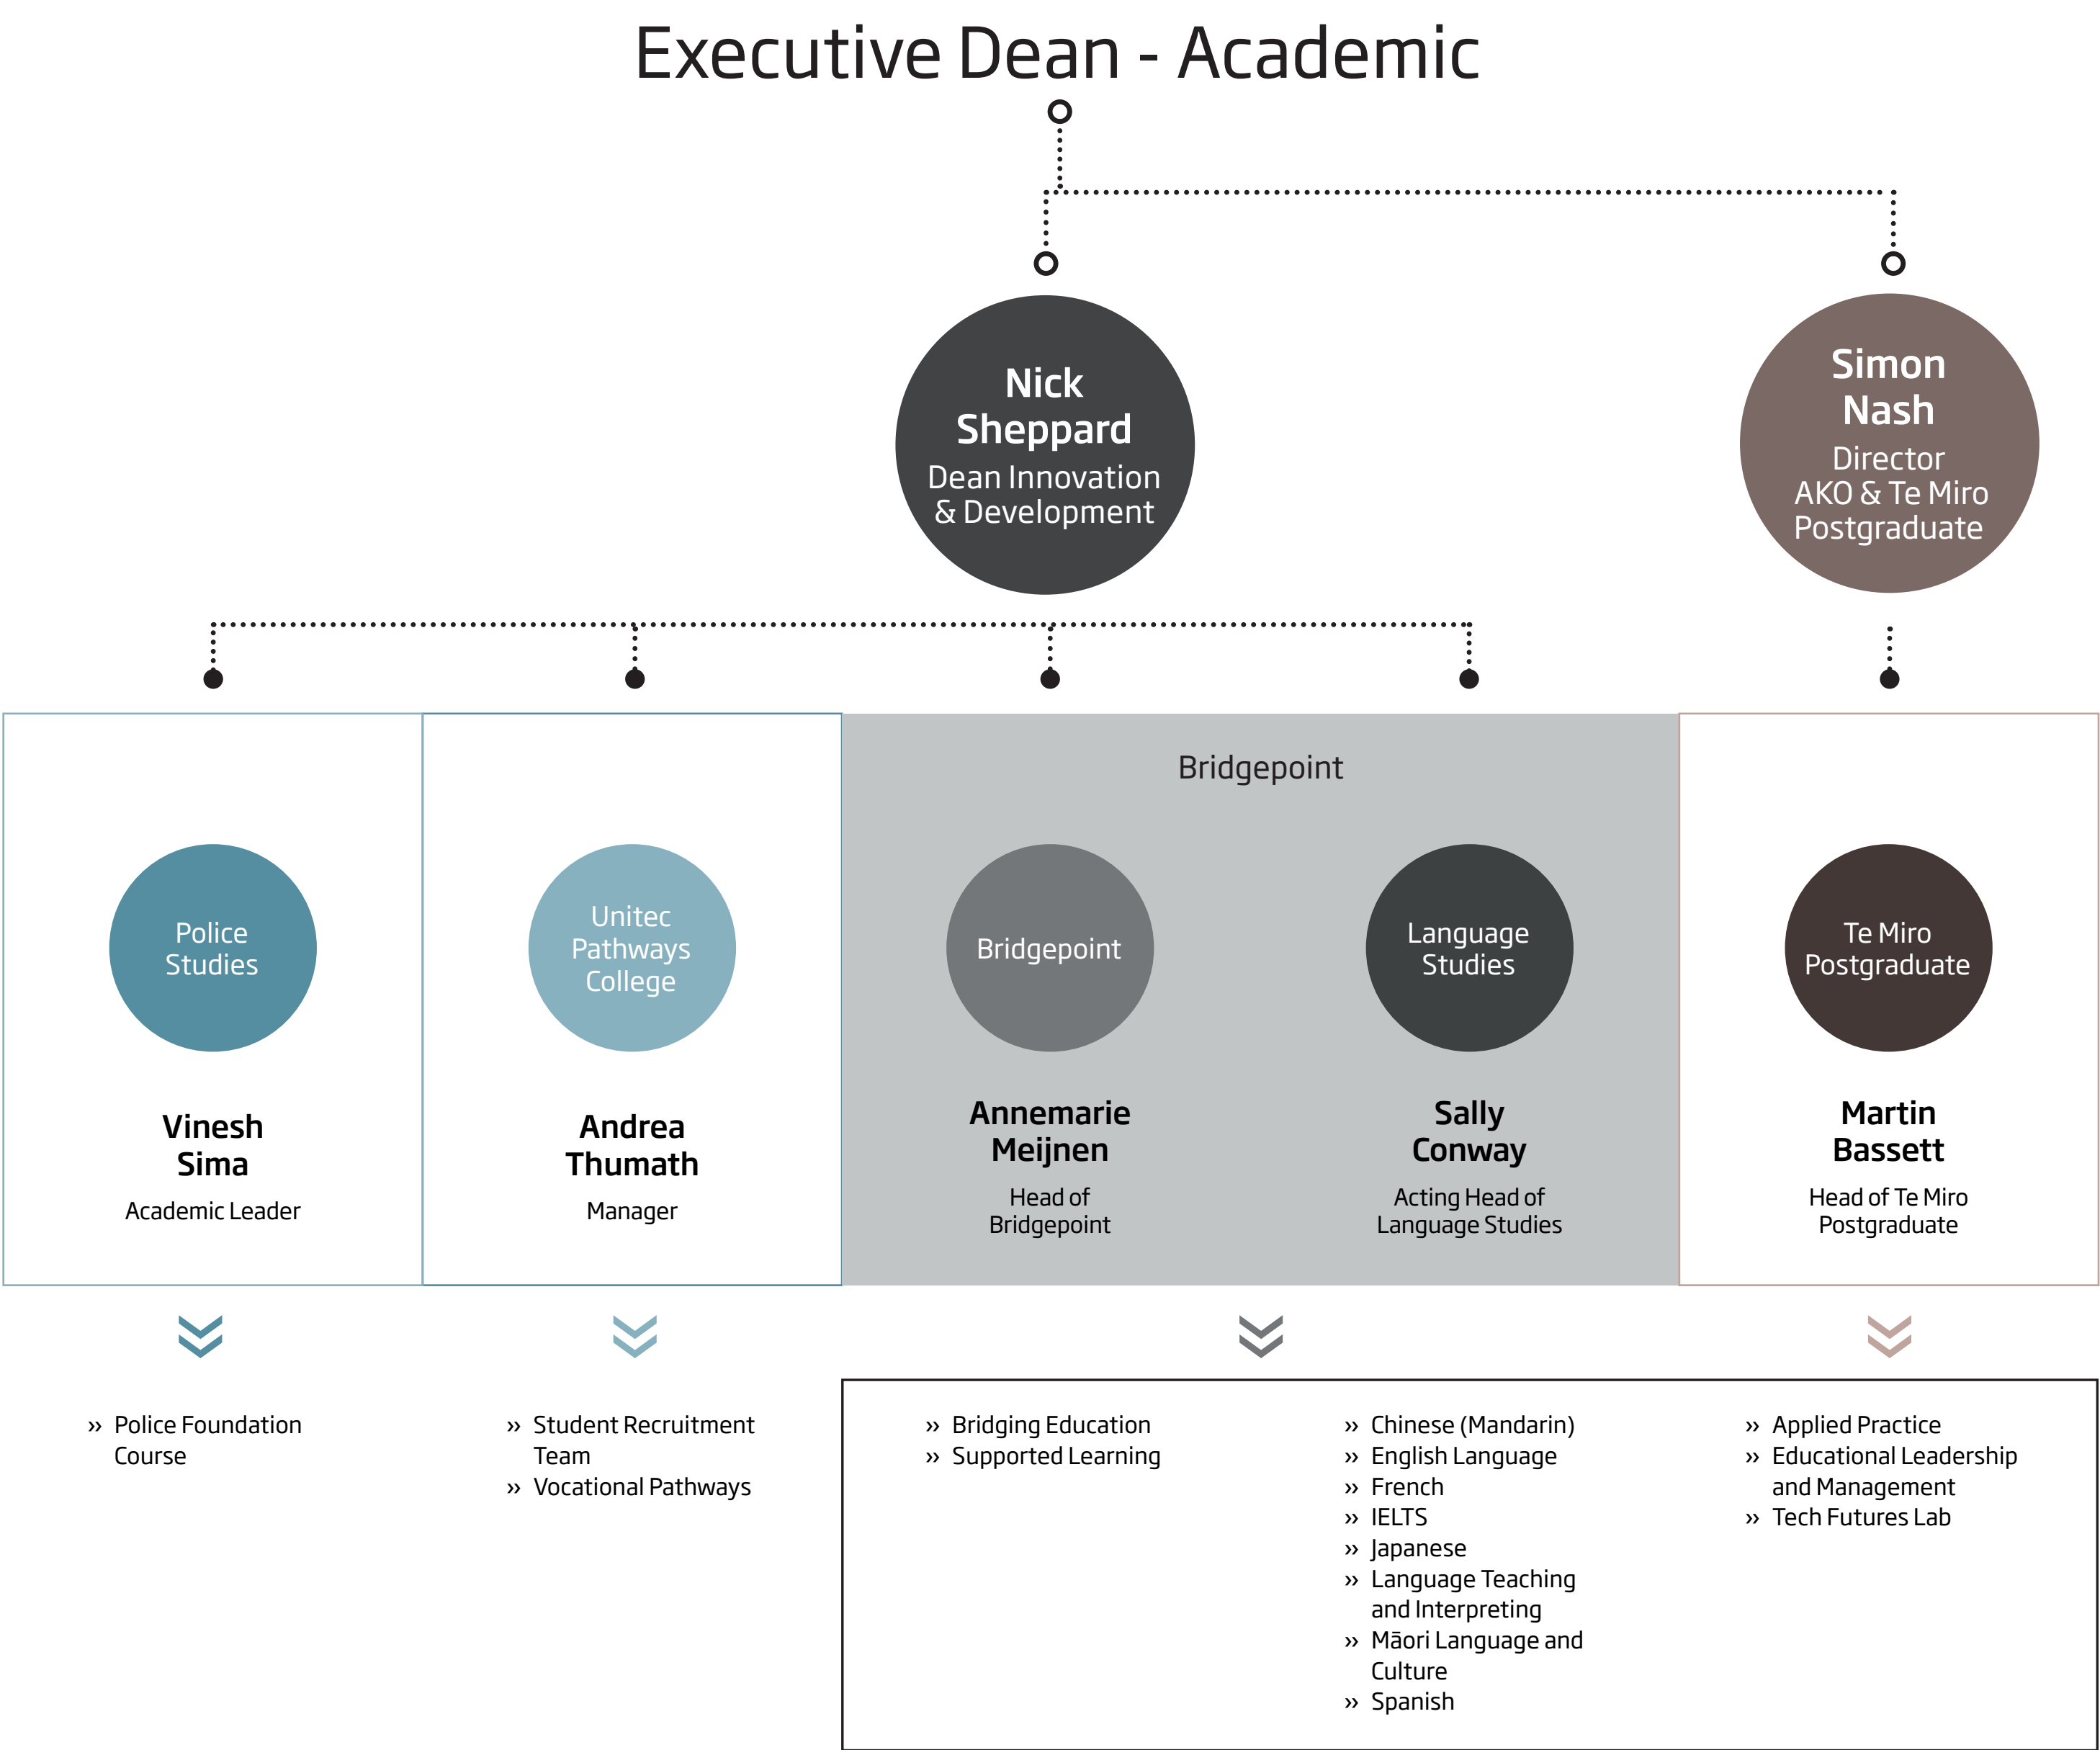 Executive Dean - Academic
Nick
Sheppard
Dean Innovation
& Development
Simon
Nash
Director
AKO & Te Miro
Postgraduate
Bridgepoint
Police
Studies
Vinesh
Sima
Academic Leader
Unitec
Pathways
College
Andrea
Thumath
Manager
Bridgepoint
Annemarie
Meijnen
Head of
Bridgepoint
Language
Studies
Sally
Conway
Acting Head of
Language Studies
Te Miro
Postgraduate
Martin
Bassett
Head of Te Miro
Postgraduate
›› Police Foundation
Course
›› Student Recruitment
Team
›› Vocational Pathways
›› Bridging Education
›› Supported Learning
›› Chinese (Mandarin)
›› English Language
›› French
›› IELTS
›› Japanese
›› Language Teaching
and Interpreting
›› Māori Language and
Culture
›› Spanish
›› Applied Practice
›› Educational Leadership
and Management
›› Tech Futures Lab